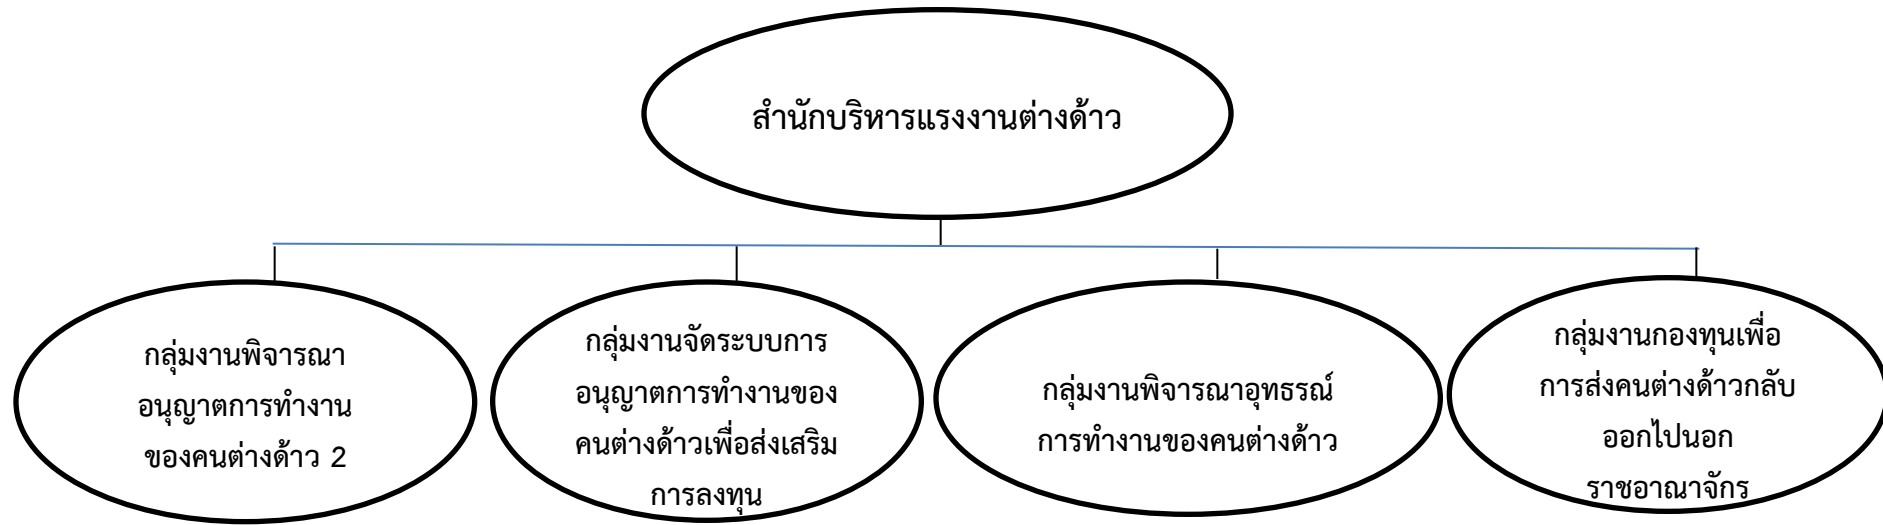 สำนักบริหารแรงงานต่างด้าว
กลุ่มงานพิจารณา
อนุญาตการทำงาน
ของคนต่างด้าว 2
กลุ่มงานจัดระบบการ
อนุญาตการทำงานของ
คนต่างด้าวเพื่อส่งเสริม
การลงทุน
กลุ่มงานพิจารณาอุทธรณ์
การทำงานของคนต่างด้าว
กลุ่มงานกองทุนเพื่อ
การส่งคนต่างด้าวกลับ
ออกไปนอก
ราชอาณาจักร